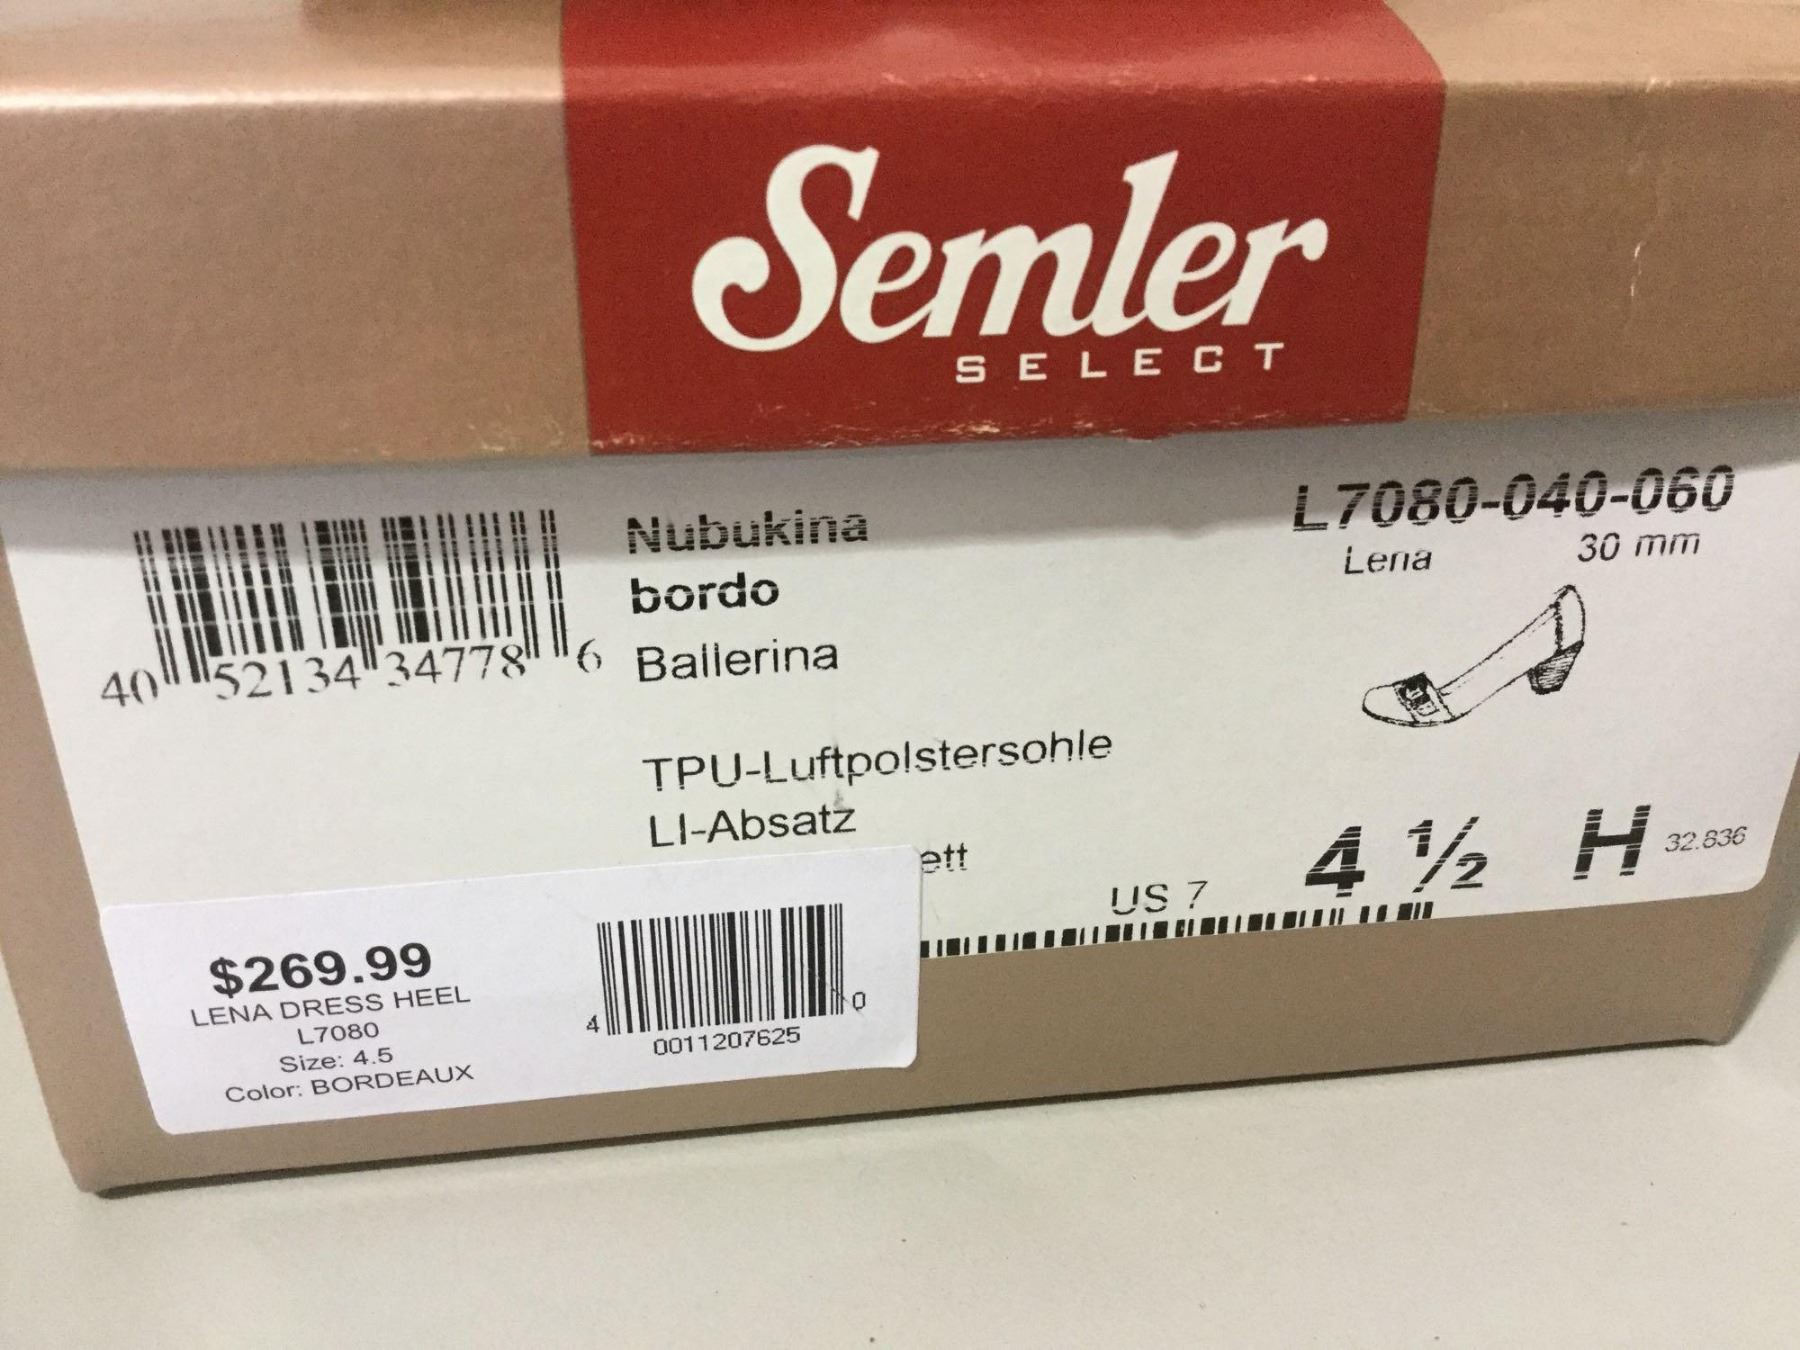 Semler
SELECT
L7080-040-060
Lena 30 mm
Nubukina
bordo
Ballerina
TPU-Luftpolstersohle
LI-Absatz
ett
US 7 4 ½ H 32.836
40 52134 34778 6
$269.99
LENA DRESS HEEL
L7080
Size: 4.5
Color: BORDEAUX
4 0011207625 0